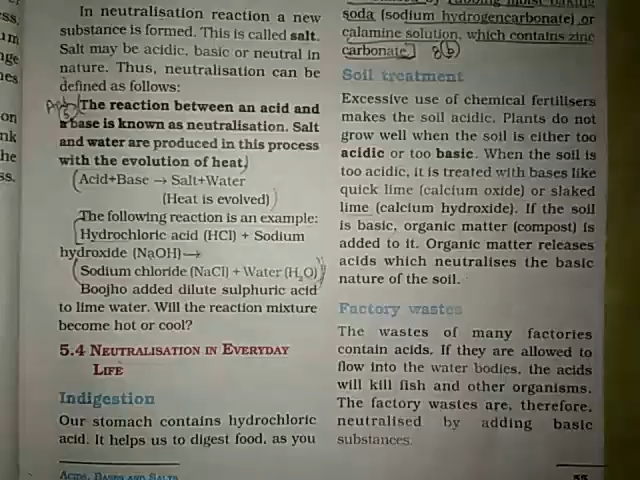 In neutralisation reaction a new
substance is formed. This is called salt.
Salt may be acidic, basic or neutral in
nature. Thus, neutralisation can be
defined as follows:
The reaction between an acid and
a base is known as neutralisation. Salt
and water are produced in this process
with the evolution of heat.
Acid+Base → Salt+Water
(Heat is evolved)
The following reaction is an example:
Hydrochloric acid (HCl) + Sodium
hydroxide (NaOH) →
Sodium chloride (NaCl) + Water (H₂O)
Boojho added dilute sulphuric acid
to lime water. Will the reaction mixture
become hot or cool?
5.4 NEUTRALISATION IN EVERYDAY
LIFE
Indigestion
Our stomach contains hydrochloric
acid. It helps us to digest food, as you
ACIDS, BASES AND SALTS
soda (sodium hydrogencarbonate) or
calamine solution, which contains zinc
carbonate. 8(b)
Soil treatment
Excessive use of chemical fertilisers
makes the soil acidic. Plants do not
grow well when the soil is either too
acidic or too basic. When the soil is
too acidic, it is treated with bases like
quick lime (calcium oxide) or slaked
lime (calcium hydroxide). If the soil
is basic, organic matter (compost) is
added to it. Organic matter releases
acids which neutralises the basic
nature of the soil.
Factory wastes
The wastes of many factories
contain acids. If they are allowed to
flow into the water bodies, the acids
will kill fish and other organisms.
The factory wastes are, therefore,
neutralised by adding basic
substances.
55